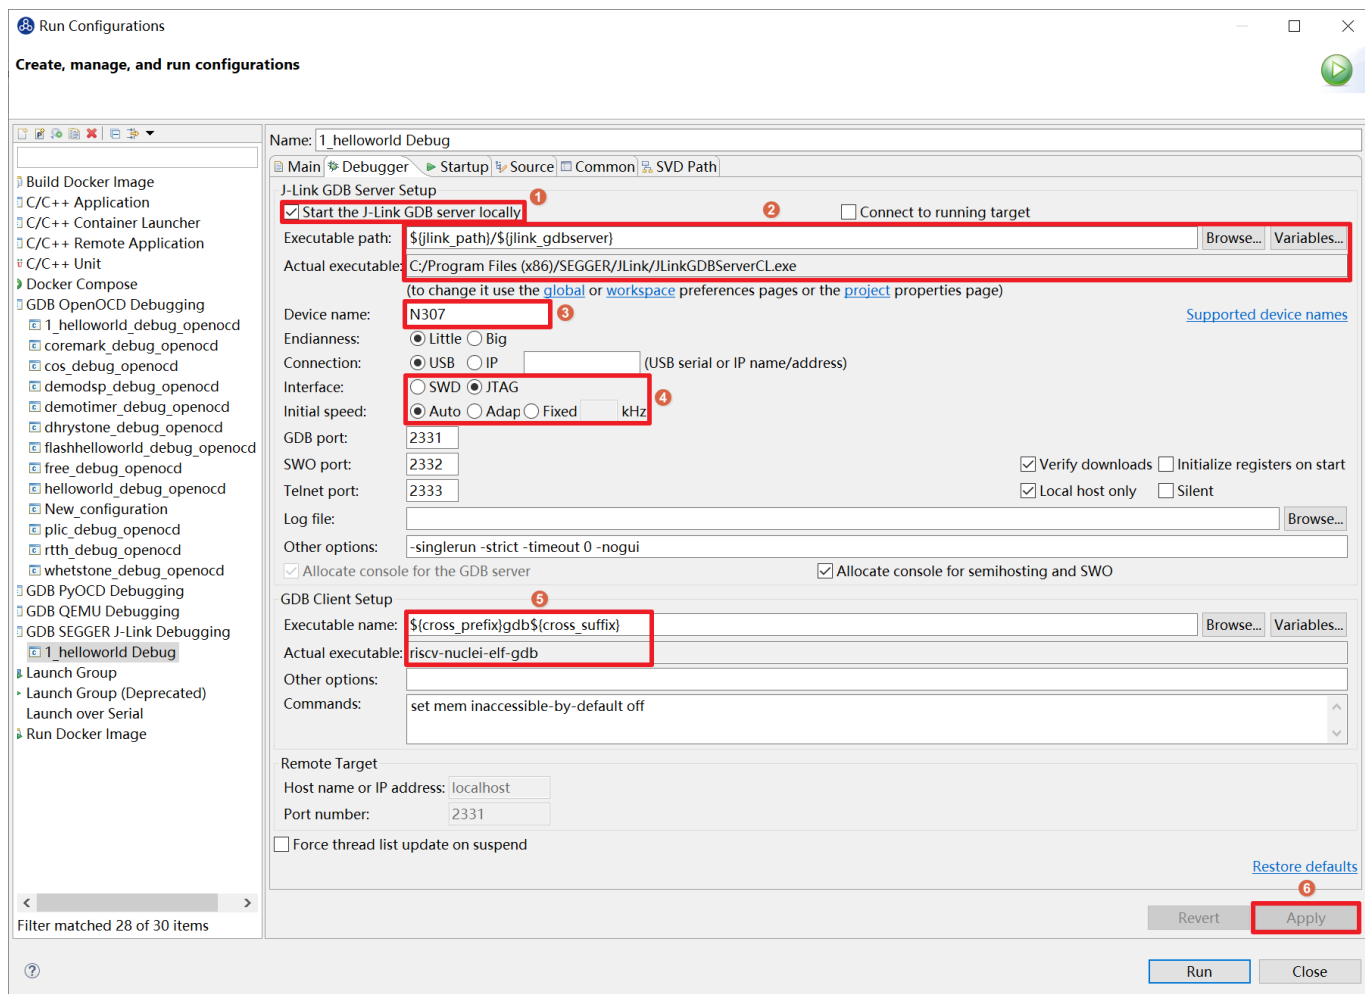 Run Configurations
Create, manage, and run configurations
Build Docker Image
C/C++ Application
C/C++ Container Launcher
C/C++ Remote Application
C/C++ Unit
Docker Compose
GDB OpenOCD Debugging
1_helloworld_debug_openocd
coremark_debug_openocd
cos_debug_openocd
demodsp_debug_openocd
demotimer_debug_openocd
dhrystone_debug_openocd
flashhelloworld_debug_openocd
free_debug_openocd
helloworld_debug_openocd
New_configuration
plic_debug_openocd
rtth_debug_openocd
whetstone_debug_openocd
GDB PyOCD Debugging
GDB QEMU Debugging
GDB SEGGER J-Link Debugging
1_helloworld Debug
Launch Group
Launch Group (Deprecated)
Launch over Serial
Run Docker Image
Filter matched 28 of 30 items
Name: 1_helloworld Debug
Main Debugger Startup Source Common SVD Path
J-Link GDB Server Setup
1
Start the J-Link GDB server locally 2 Connect to running target
Executable path: ${jlink_path}/${jlink_gdbserver} Browse... Variables...
Actual executable: C:/Program Files (x86)/SEGGER/JLink/JLinkGDBServerCL.exe
(to change it use the global or workspace preferences pages or the project properties page)
Device name: N307 3 Supported device names
Endianness: Little Big
Connection: USB IP (USB serial or IP name/address)
Interface: SWD JTAG
4
Initial speed: Auto Adap Fixed kHz
GDB port: 2331
SWO port: 2332 Verify downloads Initialize registers on start
Telnet port: 2333 Local host only Silent
Log file: Browse...
Other options: -singlerun -strict -timeout 0 -nogui
Allocate console for the GDB server Allocate console for semihosting and SWO
GDB Client Setup 5
Executable name: ${cross_prefix}gdb${cross_suffix} Browse... Variables...
Actual executable: riscv-nuclei-elf-gdb
Other options:
Commands: set mem inaccessible-by-default off
Remote Target
Host name or IP address: localhost
Port number: 2331
Force thread list update on suspend
Restore defaults
6
Revert Apply
Run Close